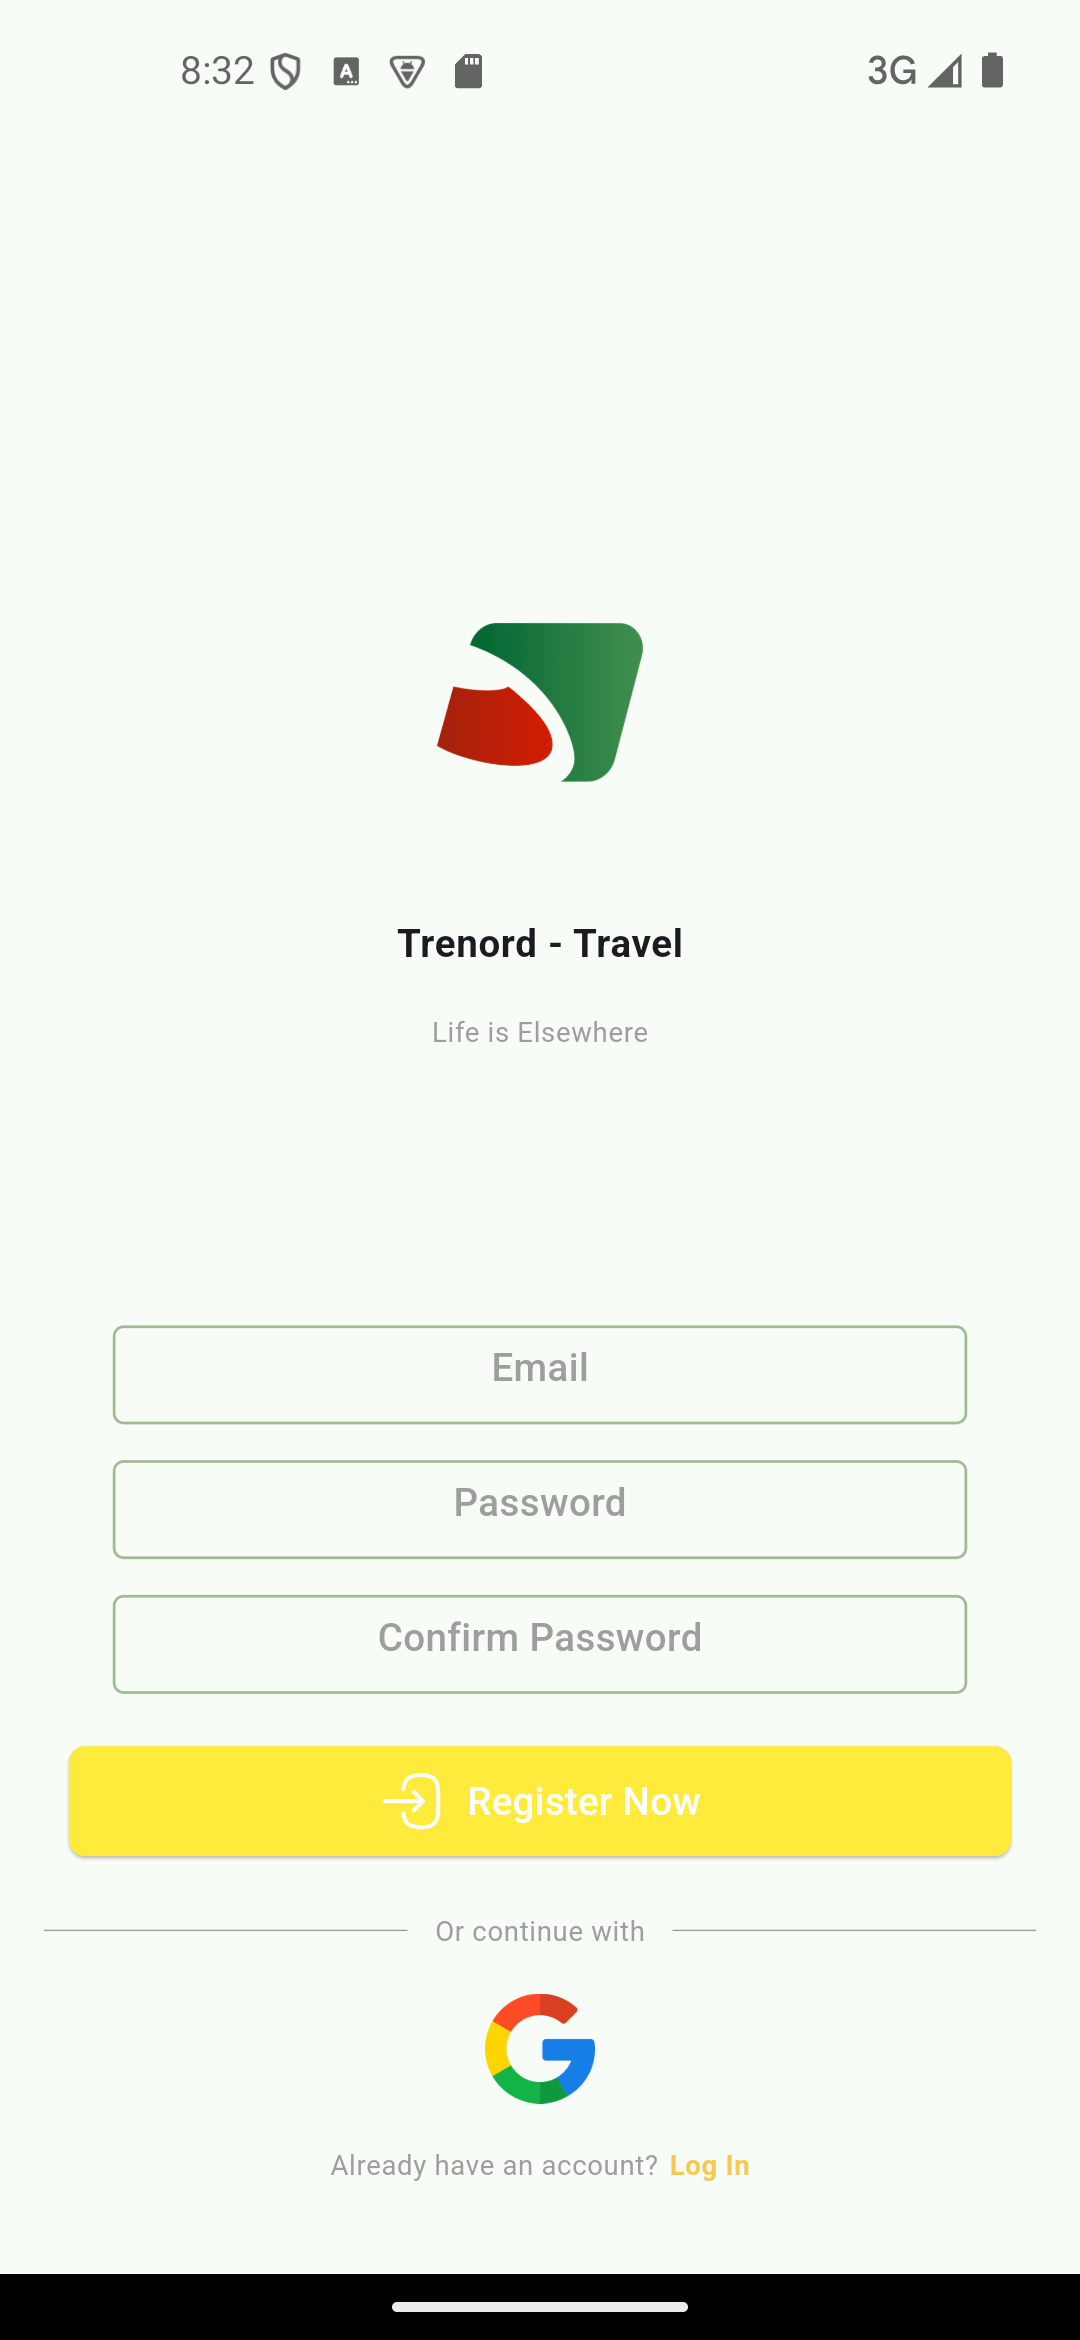 8:32
3G
Trenord - Travel
Life is Elsewhere
Email
Password
Confirm Password
Register Now
Or continue with
Already have an account? Log In